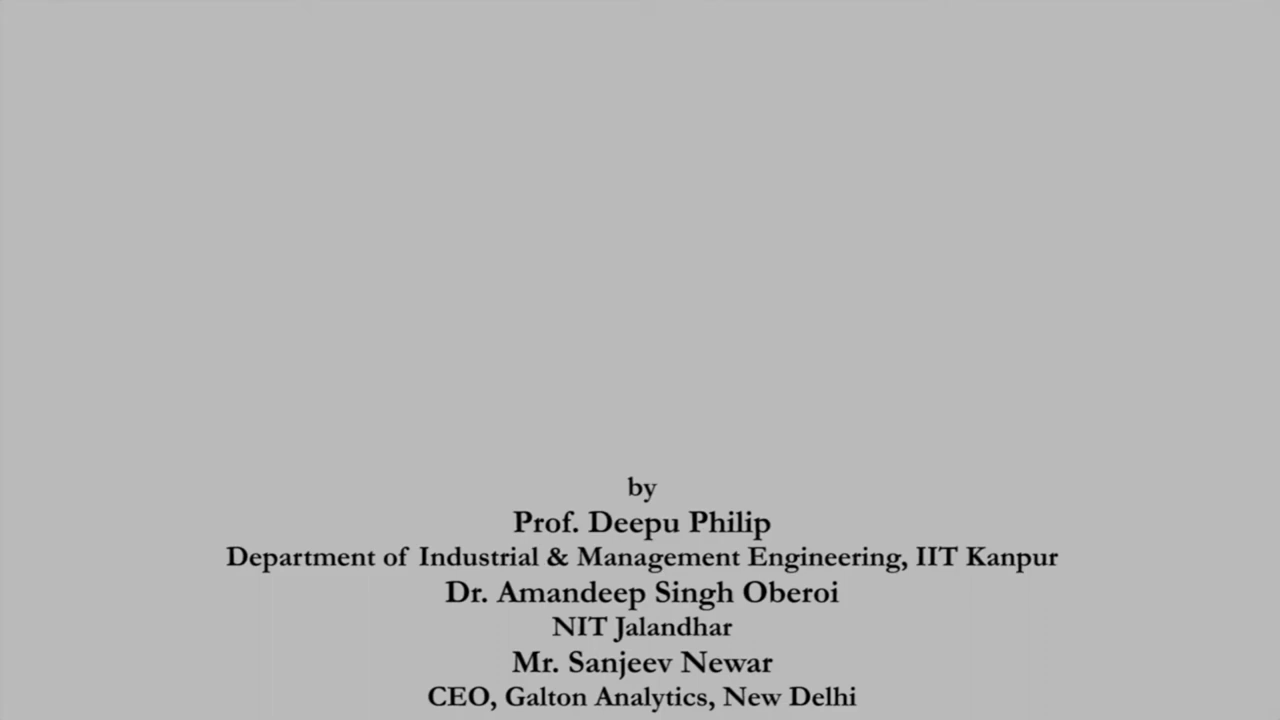 by
Prof. Deepu Philip
Department of Industrial & Management Engineering, IIT Kanpur
Dr. Amandeep Singh Oberoi
NIT Jalandhar
Mr. Sanjeev Newar
CEO, Galton Analytics, New Delhi